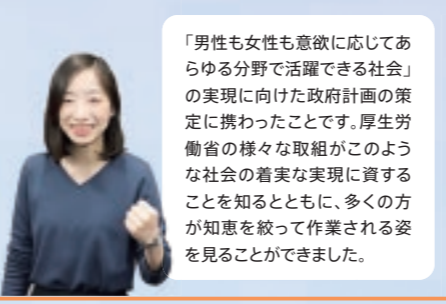 「男性も女性も意欲に応じてあ
らゆる分野で活躍できる社会」
の実現に向けた政府計画の策
定に携わったことです。厚生労
働省の様々な取組がこのよう
な社会の着実な実現に資する
ことを知るとともに、多くの方
が知恵を絞って作業される姿
を見ることができました。